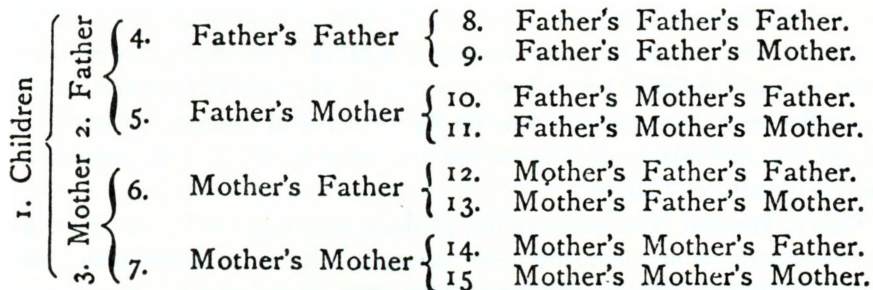 1. Children
2. Father
3. Mother
4. Father's Father
5. Father's Mother
6. Mother's Father
7. Mother's Mother
8. Father's Father's Father.
9. Father's Father's Mother.
10. Father's Mother's Father.
11. Father's Mother's Mother.
12. Mother's Father's Father.
13. Mother's Father's Mother.
14. Mother's Mother's Father.
15 Mother's Mother's Mother.